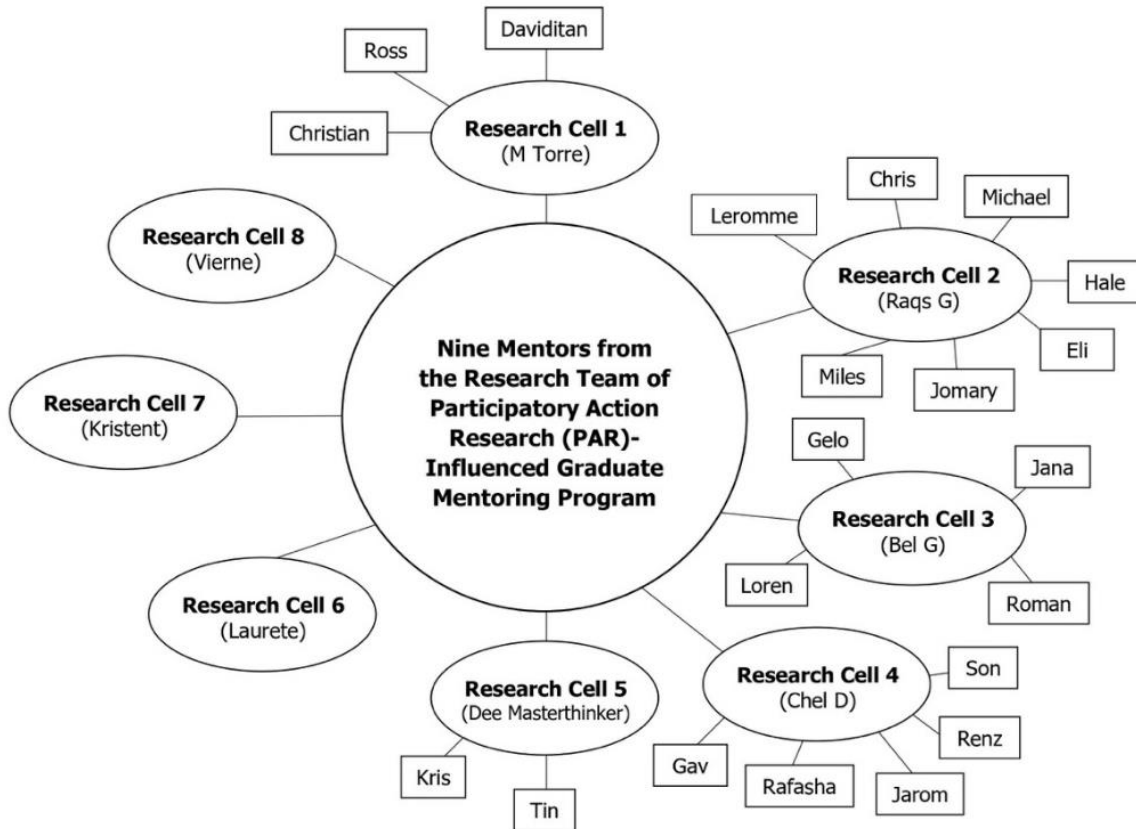 Daviditan
Ross
Christian
Research Cell 1
(M Torre)
Chris
Michael
Leromme
Research Cell 2
(Raqs G)
Hale
Eli
Miles
Jomary
Research Cell 8
(Vierne)
Nine Mentors from
the Research Team of
Participatory Action
Research (PAR)-
Influenced Graduate
Mentoring Program
Research Cell 7
(Kristent)
Gelo
Jana
Research Cell 3
(Bel G)
Loren
Roman
Research Cell 6
(Laurete)
Research Cell 4
(Chel D)
Son
Renz
Gav
Rafasha
Jarom
Research Cell 5
(Dee Masterthinker)
Kris
Tin